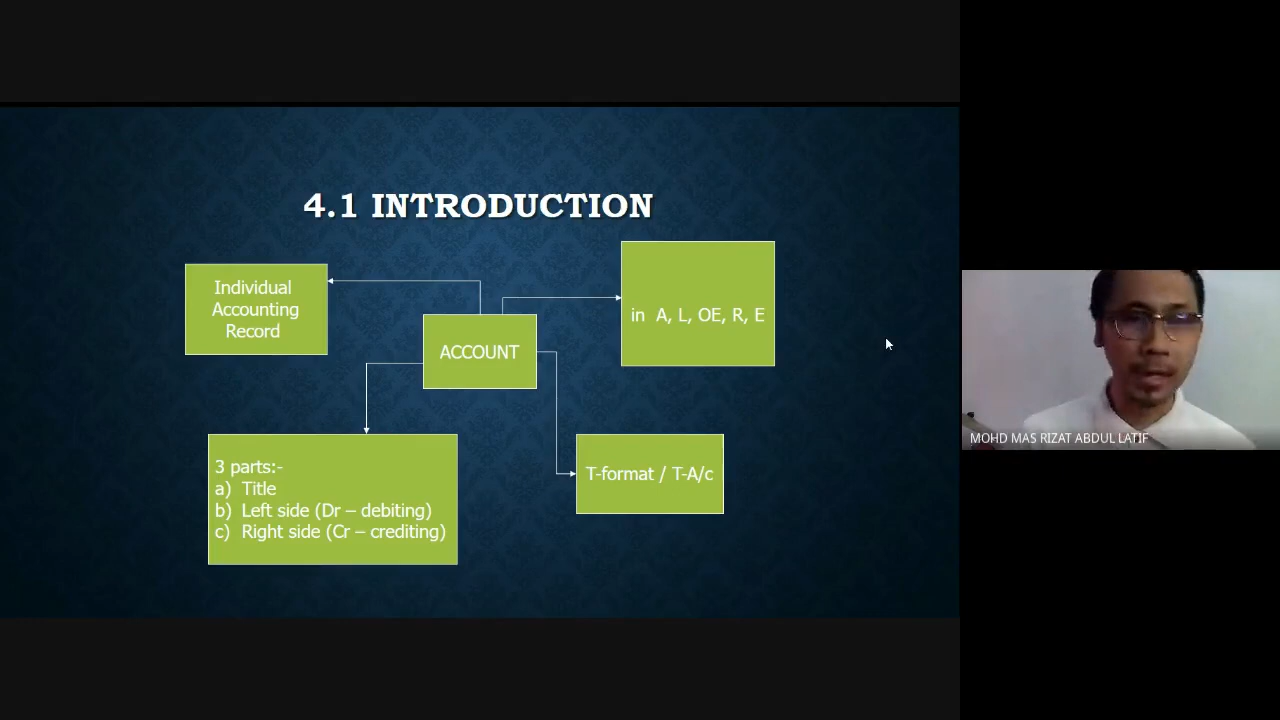 4.1 INTRODUCTION
Individual
Accounting
Record
ACCOUNT
in A, L, OE, R, E
3 parts:-
a) Title
b) Left side (Dr – debiting)
c) Right side (Cr – crediting)
T-format / T-A/c
MOHD MAS RIZAT ABDUL LATIF